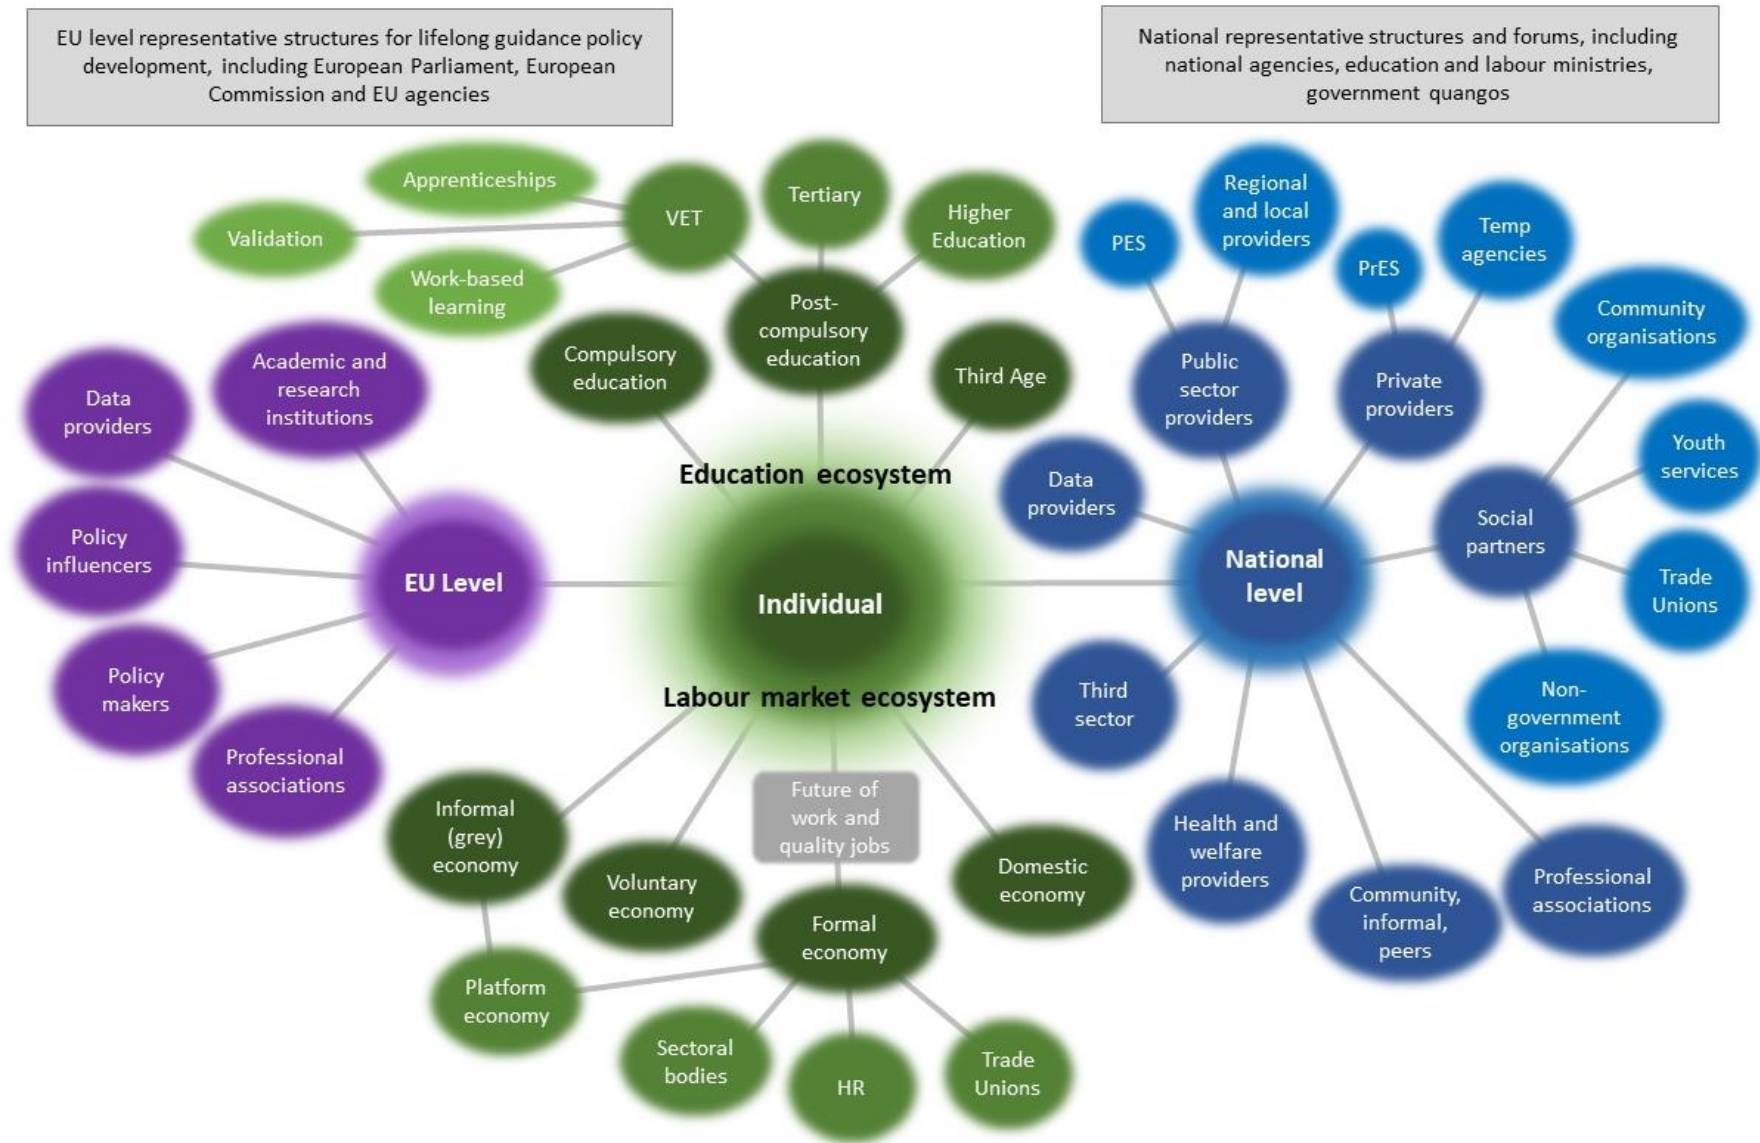 EU level representative structures for lifelong guidance policy
development, including European Parliament, European
Commission and EU agencies
National representative structures and forums, including
national agencies, education and labour ministries,
government quangos
Apprenticeships
Validation
Work-based
learning
VET
Tertiary
Higher
Education
Post-
compulsory
education
Compulsory
education
Third Age
Education ecosystem
Individual
Labour market ecosystem
Academic and
research
institutions
Data
providers
Policy
influencers
Policy
makers
Professional
associations
EU Level
Future of
work and
quality jobs
Informal
(grey)
economy
Voluntary
economy
Formal
economy
Domestic
economy
Platform
economy
Sectoral
bodies
HR
Trade
Unions
PES
Regional
and local
providers
PrES
Temp
agencies
Public
sector
providers
Private
providers
Community
organisations
Data
providers
National
level
Social
partners
Youth
services
Trade
Unions
Non-
government
organisations
Third
sector
Health and
welfare
providers
Community,
informal,
peers
Professional
associations